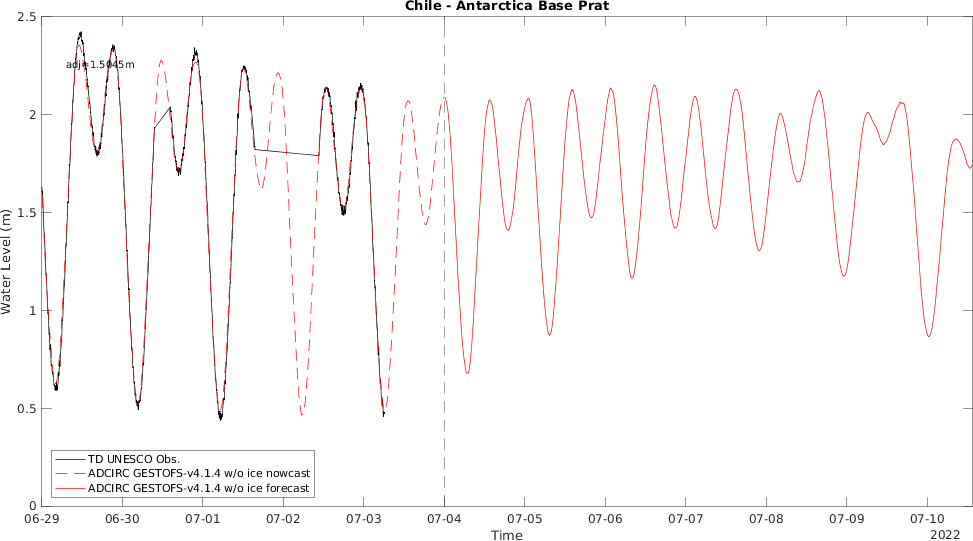 Chile - Antarctica Base Prat
2.5
adj=1.5045m
2
1.5
Water Level (m)
1
0.5
TD UNESCO Obs.
ADCIRC GESTOFS-v4.1.4 w/o ice nowcast
ADCIRC GESTOFS-v4.1.4 w/o ice forecast
0
06-29 06-30 07-01 07-02 07-03 07-04 07-05 07-06 07-07 07-08 07-09 07-10
Time
2022